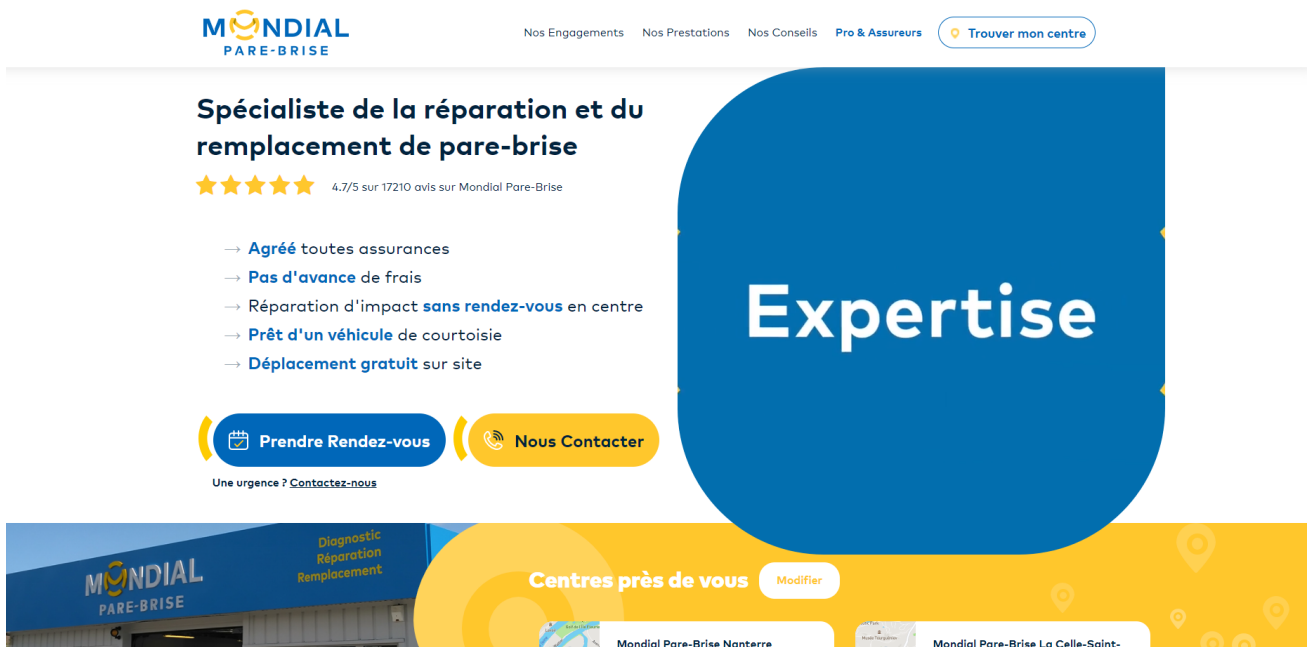 MONDIAL
PARE-BRISE
Nos Engagements Nos Prestations Nos Conseils Pro & Assureurs Trouver mon centre
Spécialiste de la réparation et du
remplacement de pare-brise
4.7/5 sur 17210 avis sur Mondial Pare-Brise
→ Agréé toutes assurances
→ Pas d'avance de frais
→ Réparation d'impact sans rendez-vous en centre
→ Prêt d'un véhicule de courtoisie
→ Déplacement gratuit sur site
Expertise
Prendre Rendez-vous Nous Contacter
Une urgence ? Contactez-nous
Diagnostic
Réparation
Remplacement
MONDIAL
PARE-BRISE
Centres près de vous Modifier
Mondial Pare-Brise Nanterre Mondial Pare-Brise La Celle-Saint-